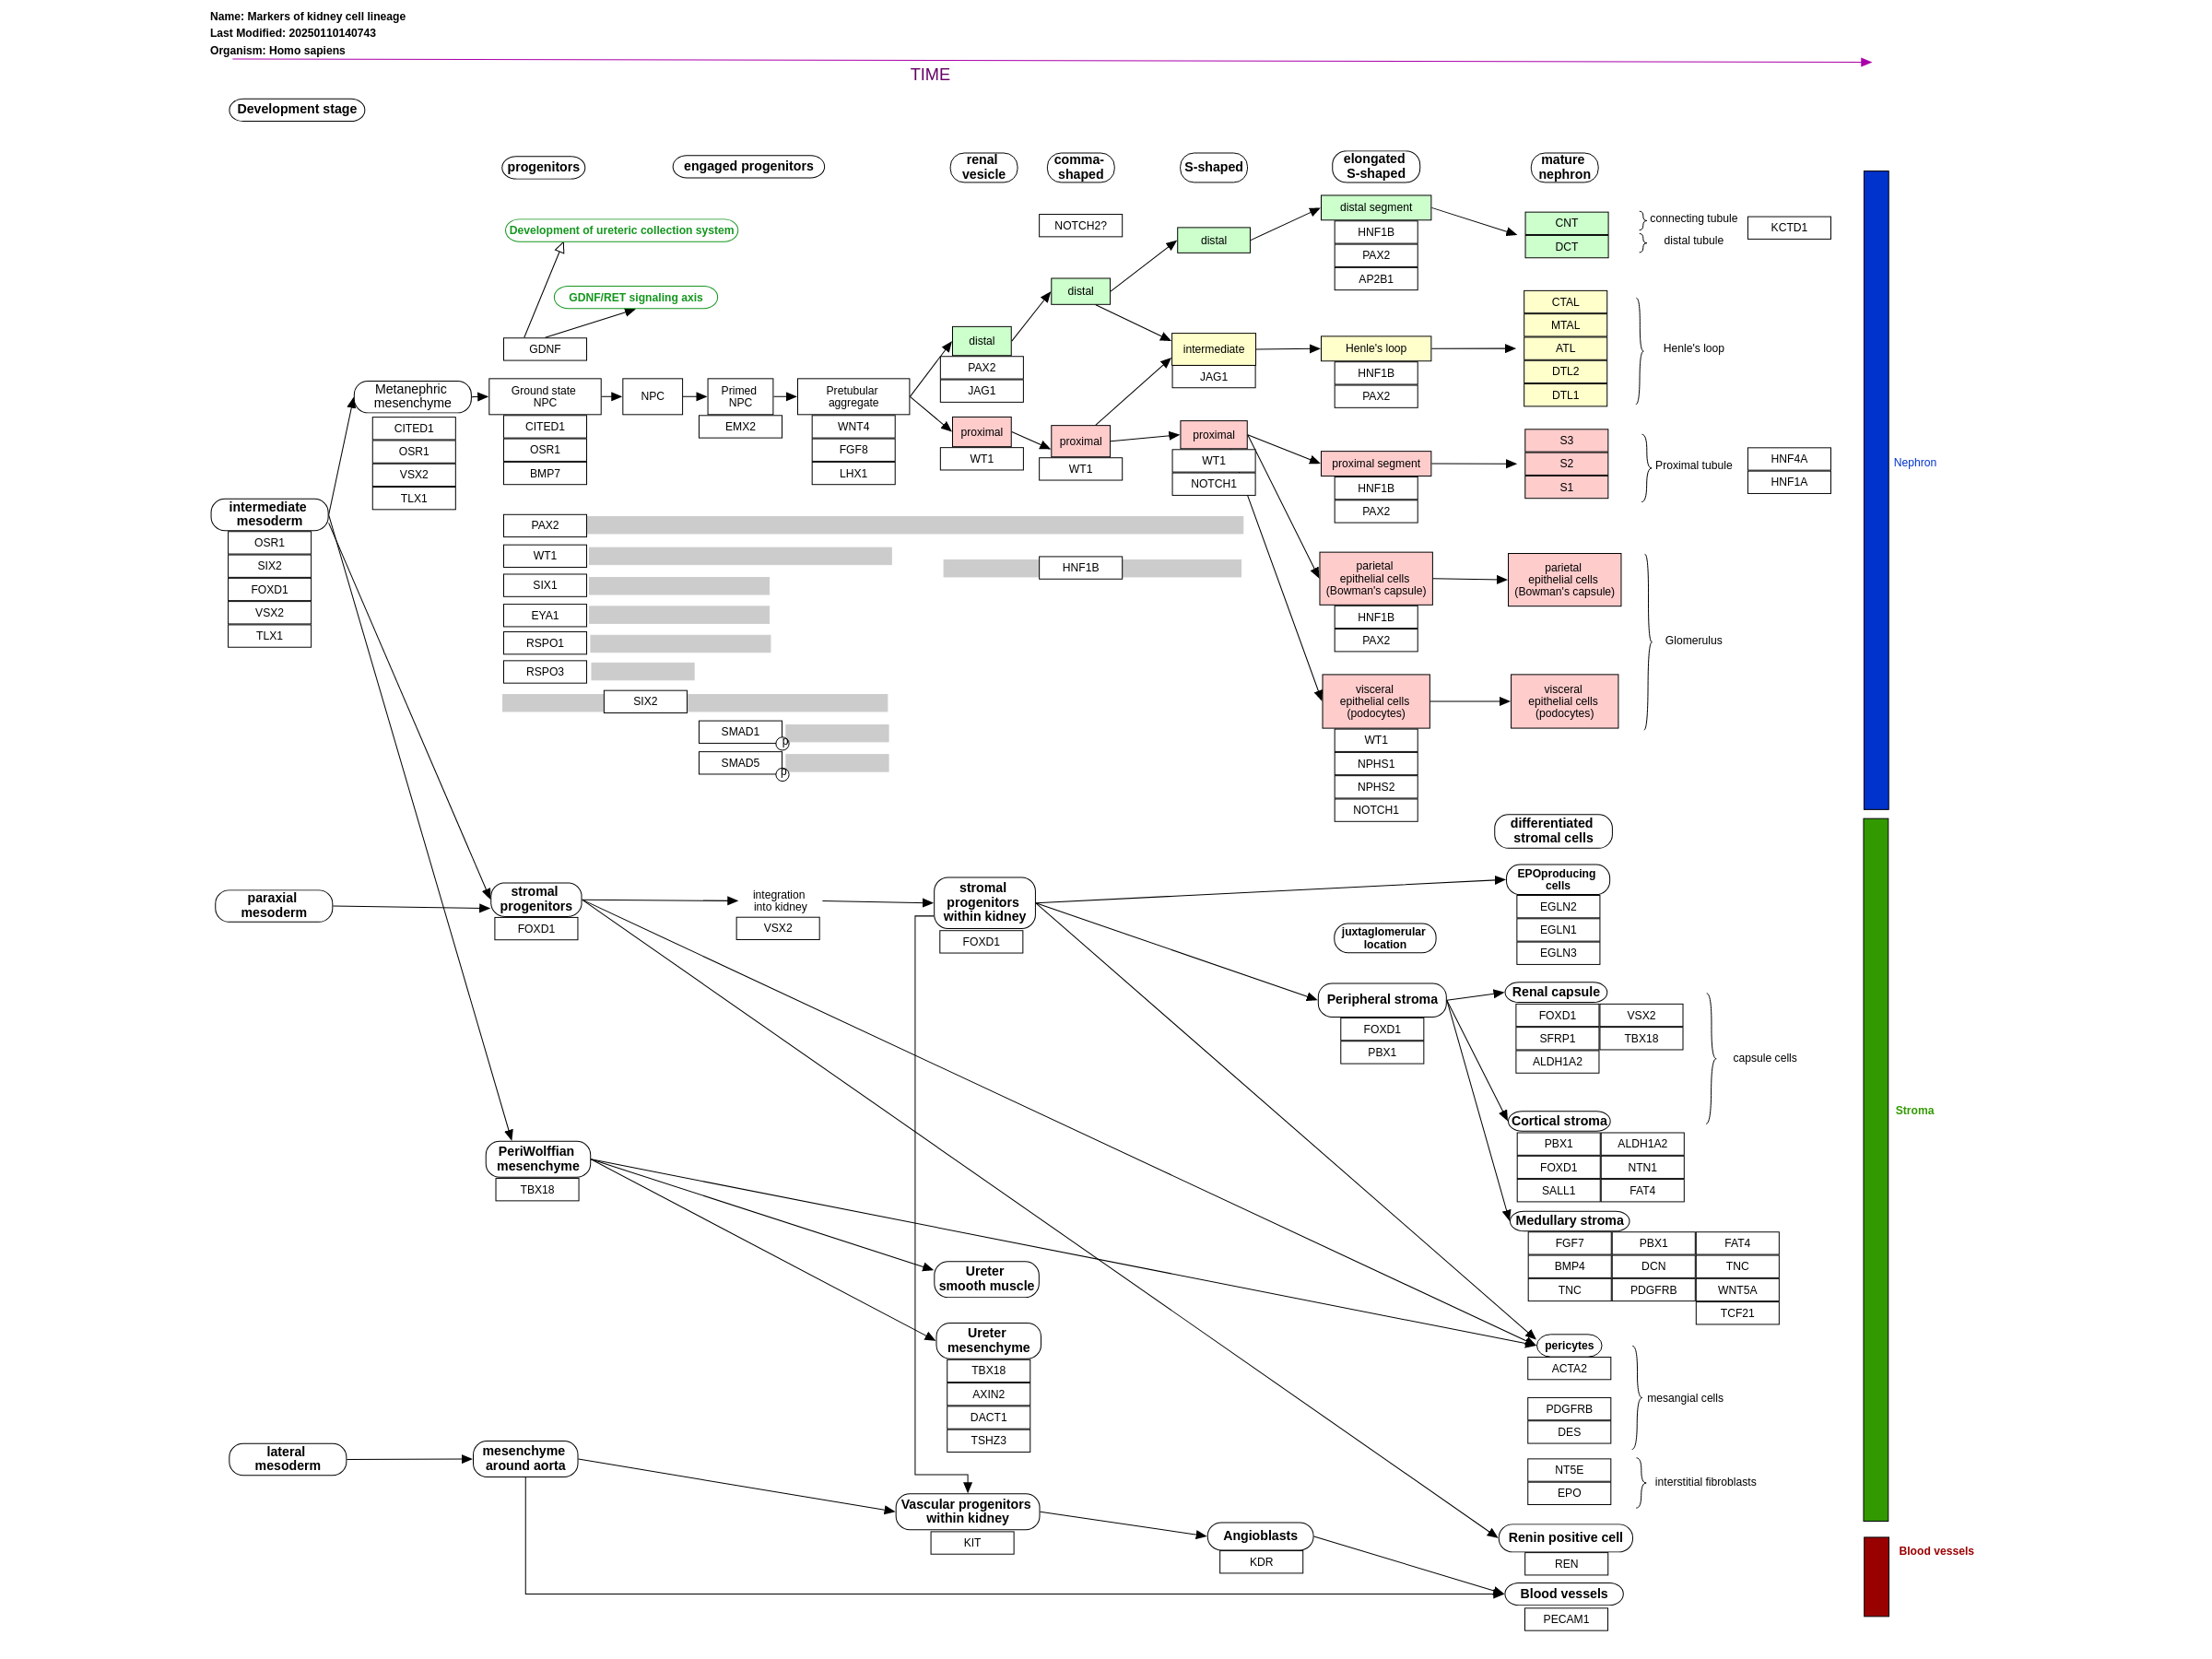 Name: Markers of kidney cell lineage
Last Modified: 20250110140743
Organism: Homo sapiens
TIME
Development stage
progenitors
engaged progenitors
renal
vesicle
comma-
shaped
S-shaped
elongated
S-shaped
mature
nephron
Development of ureteric collection system
GDNF/RET signaling axis
GDNF
NOTCH2?
distal
distal segment
HNF1B
PAX2
AP2B1
CNT
DCT
connecting tubule
distal tubule
KCTD1
distal
distal
PAX2
JAG1
intermediate
JAG1
Henle's loop
HNF1B
PAX2
CTAL
MTAL
ATL
DTL2
DTL1
Henle's loop
Metanephric
mesenchyme
CITED1
OSR1
VSX2
TLX1
Ground state
NPC
CITED1
OSR1
BMP7
NPC
Primed
NPC
EMX2
Pretubular
aggregate
WNT4
FGF8
LHX1
proximal
WT1
proximal
WT1
proximal
WT1
NOTCH1
proximal segment
HNF1B
PAX2
S3
S2
S1
Proximal tubule
HNF4A
HNF1A
Nephron
intermediate
mesoderm
OSR1
SIX2
FOXD1
VSX2
TLX1
PAX2
WT1
SIX1
EYA1
RSPO1
RSPO3
SIX2
SMAD1
p
SMAD5
p
HNF1B
parietal
epithelial cells
(Bowman's capsule)
HNF1B
PAX2
parietal
epithelial cells
(Bowman's capsule)
Glomerulus
visceral
epithelial cells
(podocytes)
WT1
NPHS1
NPHS2
NOTCH1
visceral
epithelial cells
(podocytes)
differentiated
stromal cells
paraxial
mesoderm
stromal
progenitors
FOXD1
integration
into kidney
VSX2
stromal
progenitors
within kidney
FOXD1
EPOproducing
cells
EGLN2
EGLN1
EGLN3
juxtaglomerular
location
Peripheral stroma
FOXD1
PBX1
Renal capsule
FOXD1
VSX2
SFRP1
TBX18
ALDH1A2
capsule cells
Cortical stroma
PBX1
ALDH1A2
FOXD1
NTN1
SALL1
FAT4
Stroma
PeriWolffian
mesenchyme
TBX18
Medullary stroma
FGF7
PBX1
FAT4
BMP4
DCN
TNC
TNC
PDGFRB
WNT5A
TCF21
Ureter
smooth muscle
Ureter
mesenchyme
TBX18
AXIN2
DACT1
TSHZ3
pericytes
ACTA2
PDGFRB
DES
mesangial cells
NT5E
EPO
interstitial fibroblasts
lateral
mesoderm
mesenchyme
around aorta
Vascular progenitors
within kidney
KIT
Angioblasts
KDR
Renin positive cell
REN
Blood vessels
PECAM1
Blood vessels